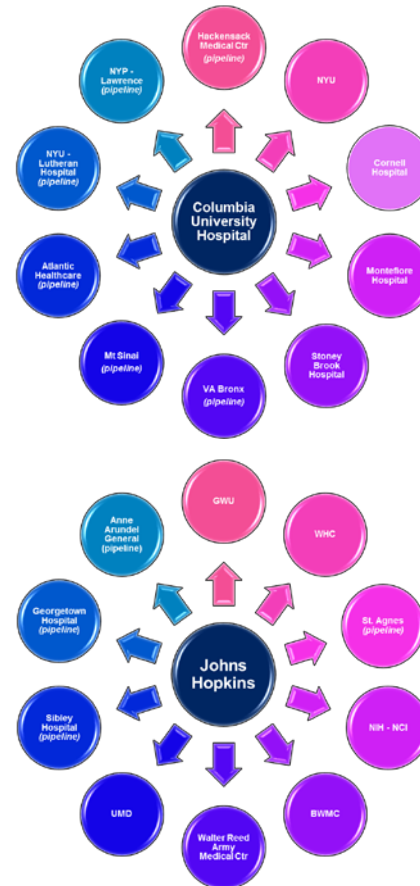 Hackensack
Medical Ctr
(pipeline)
NYU
Cornell
Hospital
Montefiore
Hospital
Stoney
Brook
Hospital
VA Bronx
(pipeline)
Mt Sinai
(pipeline)
Atlantic
Healthcare
(pipeline)
NYU -
Lutheran
Hospital
(pipeline)
NYP -
Lawrence
(pipeline)
Columbia
University
Hospital
GWU
WHC
St. Agnes
(pipeline)
NIH - NCI
BWMC
Walter Reed
Army
Medical Ctr
UMD
Sibley
Hospital
(pipeline)
Georgetown
Hospital
(pipeline)
Anne
Arundel
General
(pipeline)
Johns
Hopkins